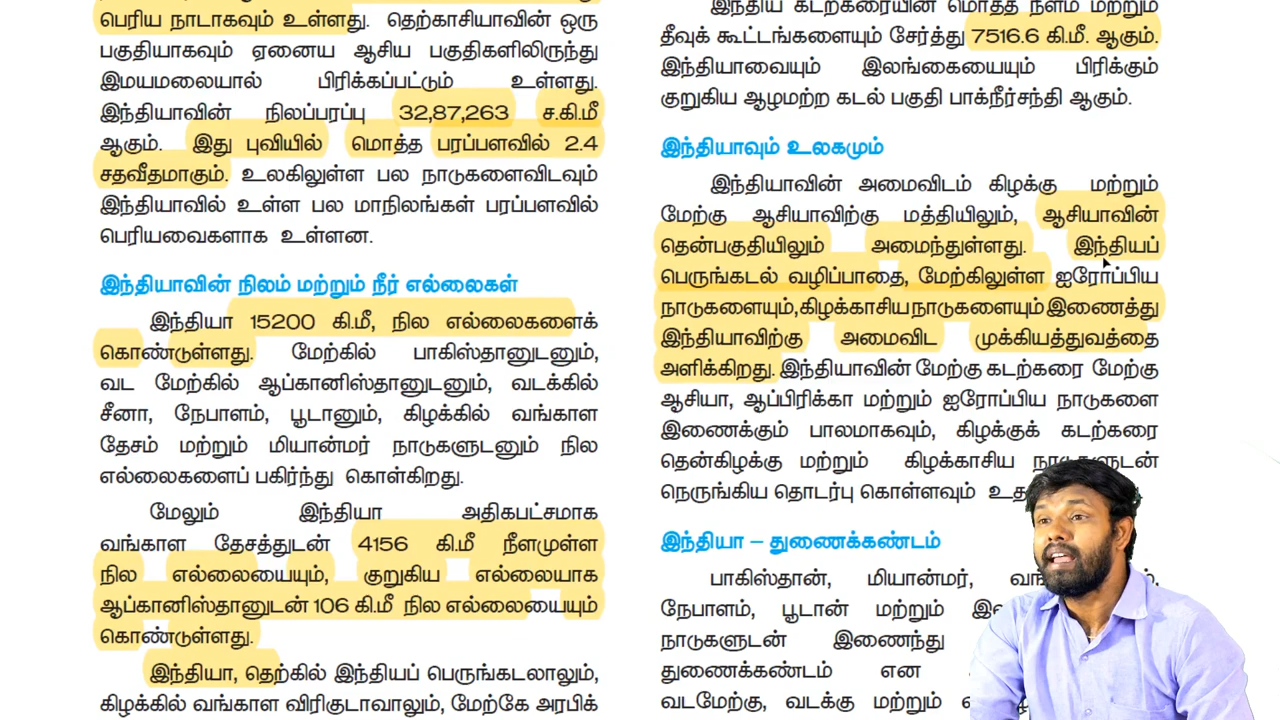 பெரிய நாடாகவும் உள்ளது. தெற்காசியாவின் ஒரு
பகுதியாகவும் ஏனைய ஆசிய பகுதிகளிலிருந்து
இமயமலையால் பிரிக்கப்பட்டும் உள்ளது.
இந்தியாவின் நிலப்பரப்பு 32,87,263 ச.கி.மீ
ஆகும். இது புவியில் மொத்த பரப்பளவில் 2.4
சதவீதமாகும். உலகிலுள்ள பல நாடுகளைவிடவும்
இந்தியாவில் உள்ள பல மாநிலங்கள் பரப்பளவில்
பெரியவைகளாக உள்ளன.
இந்தியாவின் நிலம் மற்றும் நீர் எல்லைகள்
இந்தியா 15200 கி.மீ, நில எல்லைகளைக்
கொண்டுள்ளது. மேற்கில் பாகிஸ்தானுடனும்,
வட மேற்கில் ஆப்கானிஸ்தானுடனும், வடக்கில்
சீனா, நேபாளம், பூடானும், கிழக்கில் வங்காள
தேசம் மற்றும் மியான்மர் நாடுகளுடனும் நில
எல்லைகளைப் பகிர்ந்து கொள்கிறது.
மேலும் இந்தியா அதிகபட்சமாக
வங்காள தேசத்துடன் 4156 கி.மீ நீளமுள்ள
நில எல்லையையும், குறுகிய எல்லையாக
ஆப்கானிஸ்தானுடன் 106 கி.மீ நில எல்லையையும்
கொண்டுள்ளது.
இந்தியா, தெற்கில் இந்தியப் பெருங்கடலாலும்,
கிழக்கில் வங்காள விரிகுடாவாலும், மேற்கே அரபிக்
இந்திய கடற்கரையின் மொத்த நீளம் மற்றும்
தீவுக் கூட்டங்களையும் சேர்த்து 7516.6 கி.மீ. ஆகும்.
இந்தியாவையும் இலங்கையையும் பிரிக்கும்
குறுகிய ஆழமற்ற கடல் பகுதி பாக்நீர்சந்தி ஆகும்.
இந்தியாவும் உலகமும்
இந்தியாவின் அமைவிடம் கிழக்கு மற்றும்
மேற்கு ஆசியாவிற்கு மத்தியிலும், ஆசியாவின்
தென்பகுதியிலும் அமைந்துள்ளது. இந்தியப்
பெருங்கடல் வழிப்பாதை, மேற்கிலுள்ள ஐரோப்பிய
நாடுகளையும்,கிழக்காசிய நாடுகளையும் இணைத்து
இந்தியாவிற்கு அமைவிட முக்கியத்துவத்தை
அளிக்கிறது. இந்தியாவின் மேற்கு கடற்கரை மேற்கு
ஆசியா, ஆப்பிரிக்கா மற்றும் ஐரோப்பிய நாடுகளை
இணைக்கும் பாலமாகவும், கிழக்குக் கடற்கரை
தென்கிழக்கு மற்றும் கிழக்காசிய நாடுகளுடன்
நெருங்கிய தொடர்பு கொள்ளவும்
இந்தியா – துணைக்கண்டம்
பாகிஸ்தான், மியான்மர்,
நேபாளம், பூடான் மற்றும்
நாடுகளுடன் இணைந்து
துணைக்கண்டம் என
வடமேற்கு, வடக்கு மற்றும்